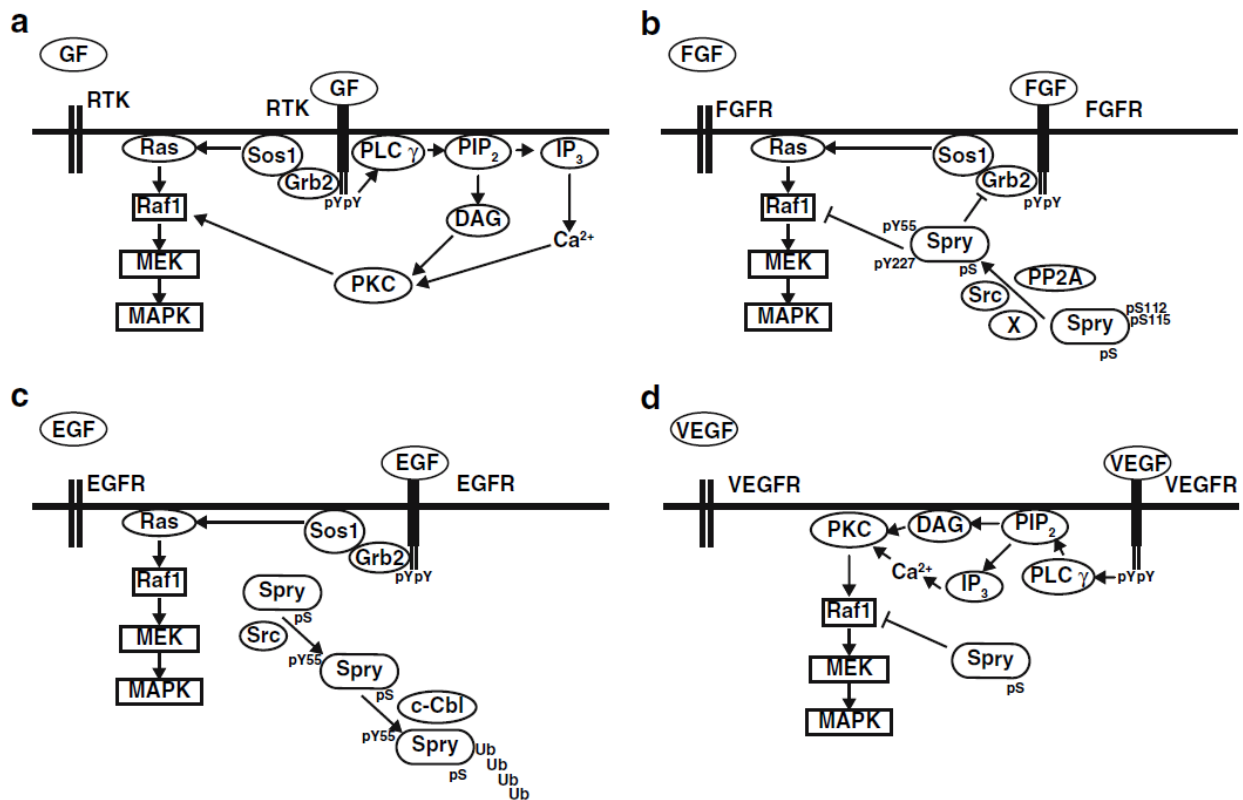 a
GF
RTK
RTK
GF
Ras
Sos1
Grb2
pYpY
PLC γ
PIP2
IP3
Raf1
DAG
Ca2+
MEK
PKC
MAPK
b
FGF
FGFR
FGF
FGFR
Ras
Sos1
Grb2
pYpY
Raf1
pY55
Spry
pY227
pS
MEK
PP2A
Src
X
Spry
pS112
pS115
pS
MAPK
c
EGF
EGFR
EGF
EGFR
Ras
Sos1
Grb2
pYpY
Raf1
Spry
pS
Src
MEK
pY55
Spry
pS
MAPK
c-Cbl
pY55
Spry
pS
Ub
Ub
Ub
Ub
d
VEGF
VEGFR
VEGF
VEGFR
PKC
DAG
PIP2
Ca2+
IP3
PLC γ
pYpY
Raf1
Spry
pS
MEK
MAPK